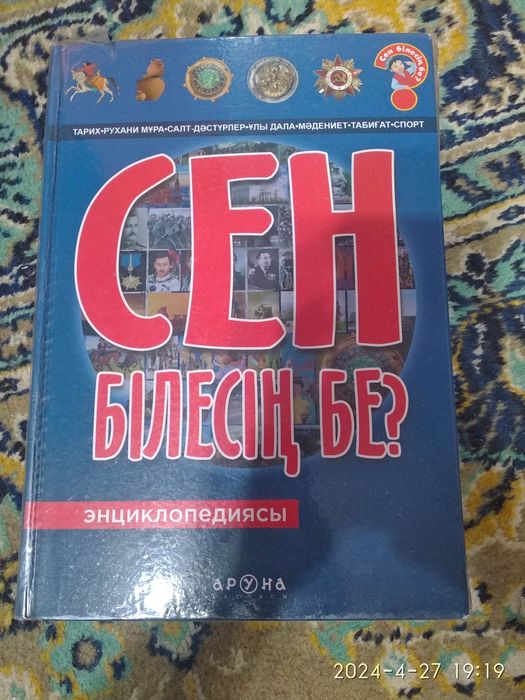 Сен білесің бе?
ТАРИХ•РУХАНИ МҰРА•САЛТ-ДӘСТҮРЛЕР•ҰЛЫ ДАЛА•МӘДЕНИЕТ•ТАБИҒАТ•СПОРТ
СЕН
БІЛЕСІҢ БЕ?
ЭНЦИКЛОПЕДИЯСЫ
аРУна
БАСПАСЫ
2024-4-27 19:19